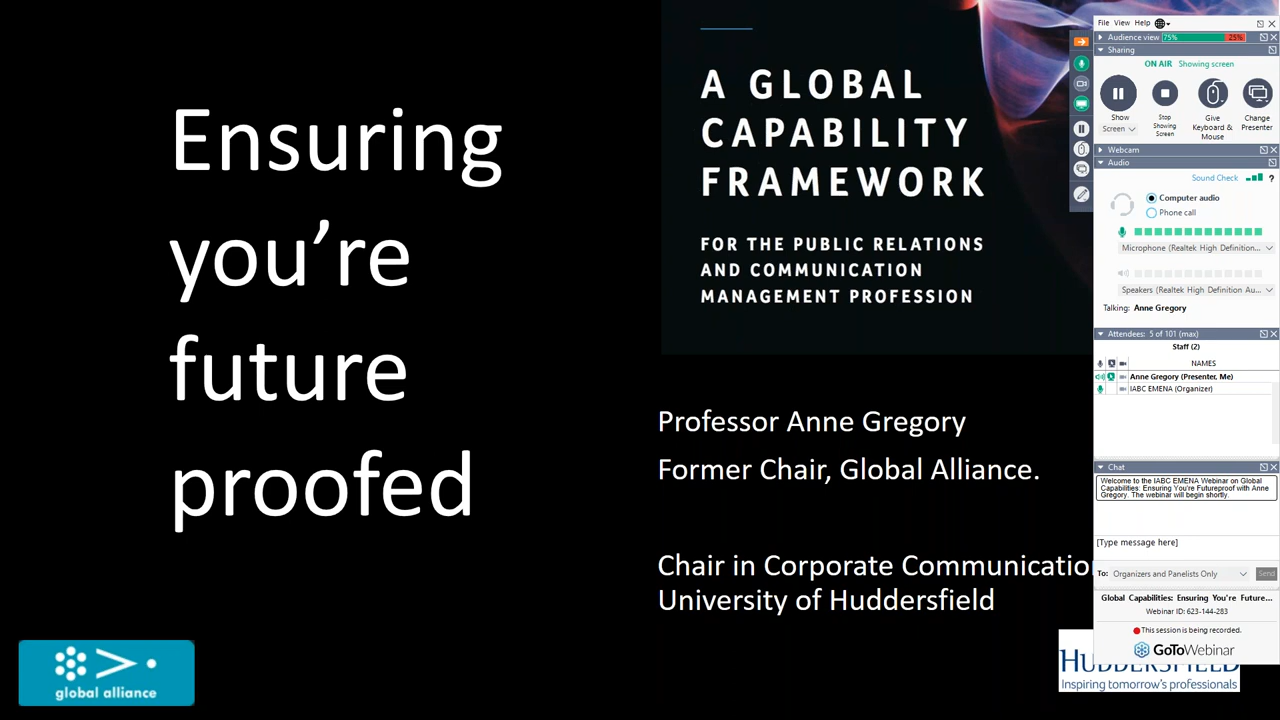 Ensuring
you're
future
proofed
A GLOBAL
CAPABILITY
FRAMEWORK
FOR THE PUBLIC RELATIONS
AND COMMUNICATION
MANAGEMENT PROFESSION
Professor Anne Gregory
Former Chair, Global Alliance.
Chair in Corporate Communicatio
University of Huddersfield
global alliance
HUDDERSFIELD
Inspiring tomorrow's professionals
File View Help
Audience view 75% 25%
Sharing
ON AIR Showing screen
Show
Screen
Stop
Showing
Screen
Give
Keyboard &
Mouse
Change
Presenter
Webcam
Audio
Sound Check ?
Computer audio
Phone call
Microphone (Realtek High Definition...
Speakers (Realtek High Definition Au...
Talking: Anne Gregory
Attendees: 5 of 101 (max)
Staff (2)
NAMES
Anne Gregory (Presenter, Me)
IABC EMENA (Organizer)
Chat
Welcome to the IABC EMENA Webinar on Global
Capabilities: Ensuring You're Futureproof with Anne
Gregory. The webinar will begin shortly.
[Type message here]
To: Organizers and Panelists Only
Send
Global Capabilities: Ensuring You're Future...
Webinar ID: 623-144-283
This session is being recorded.
GoToWebinar